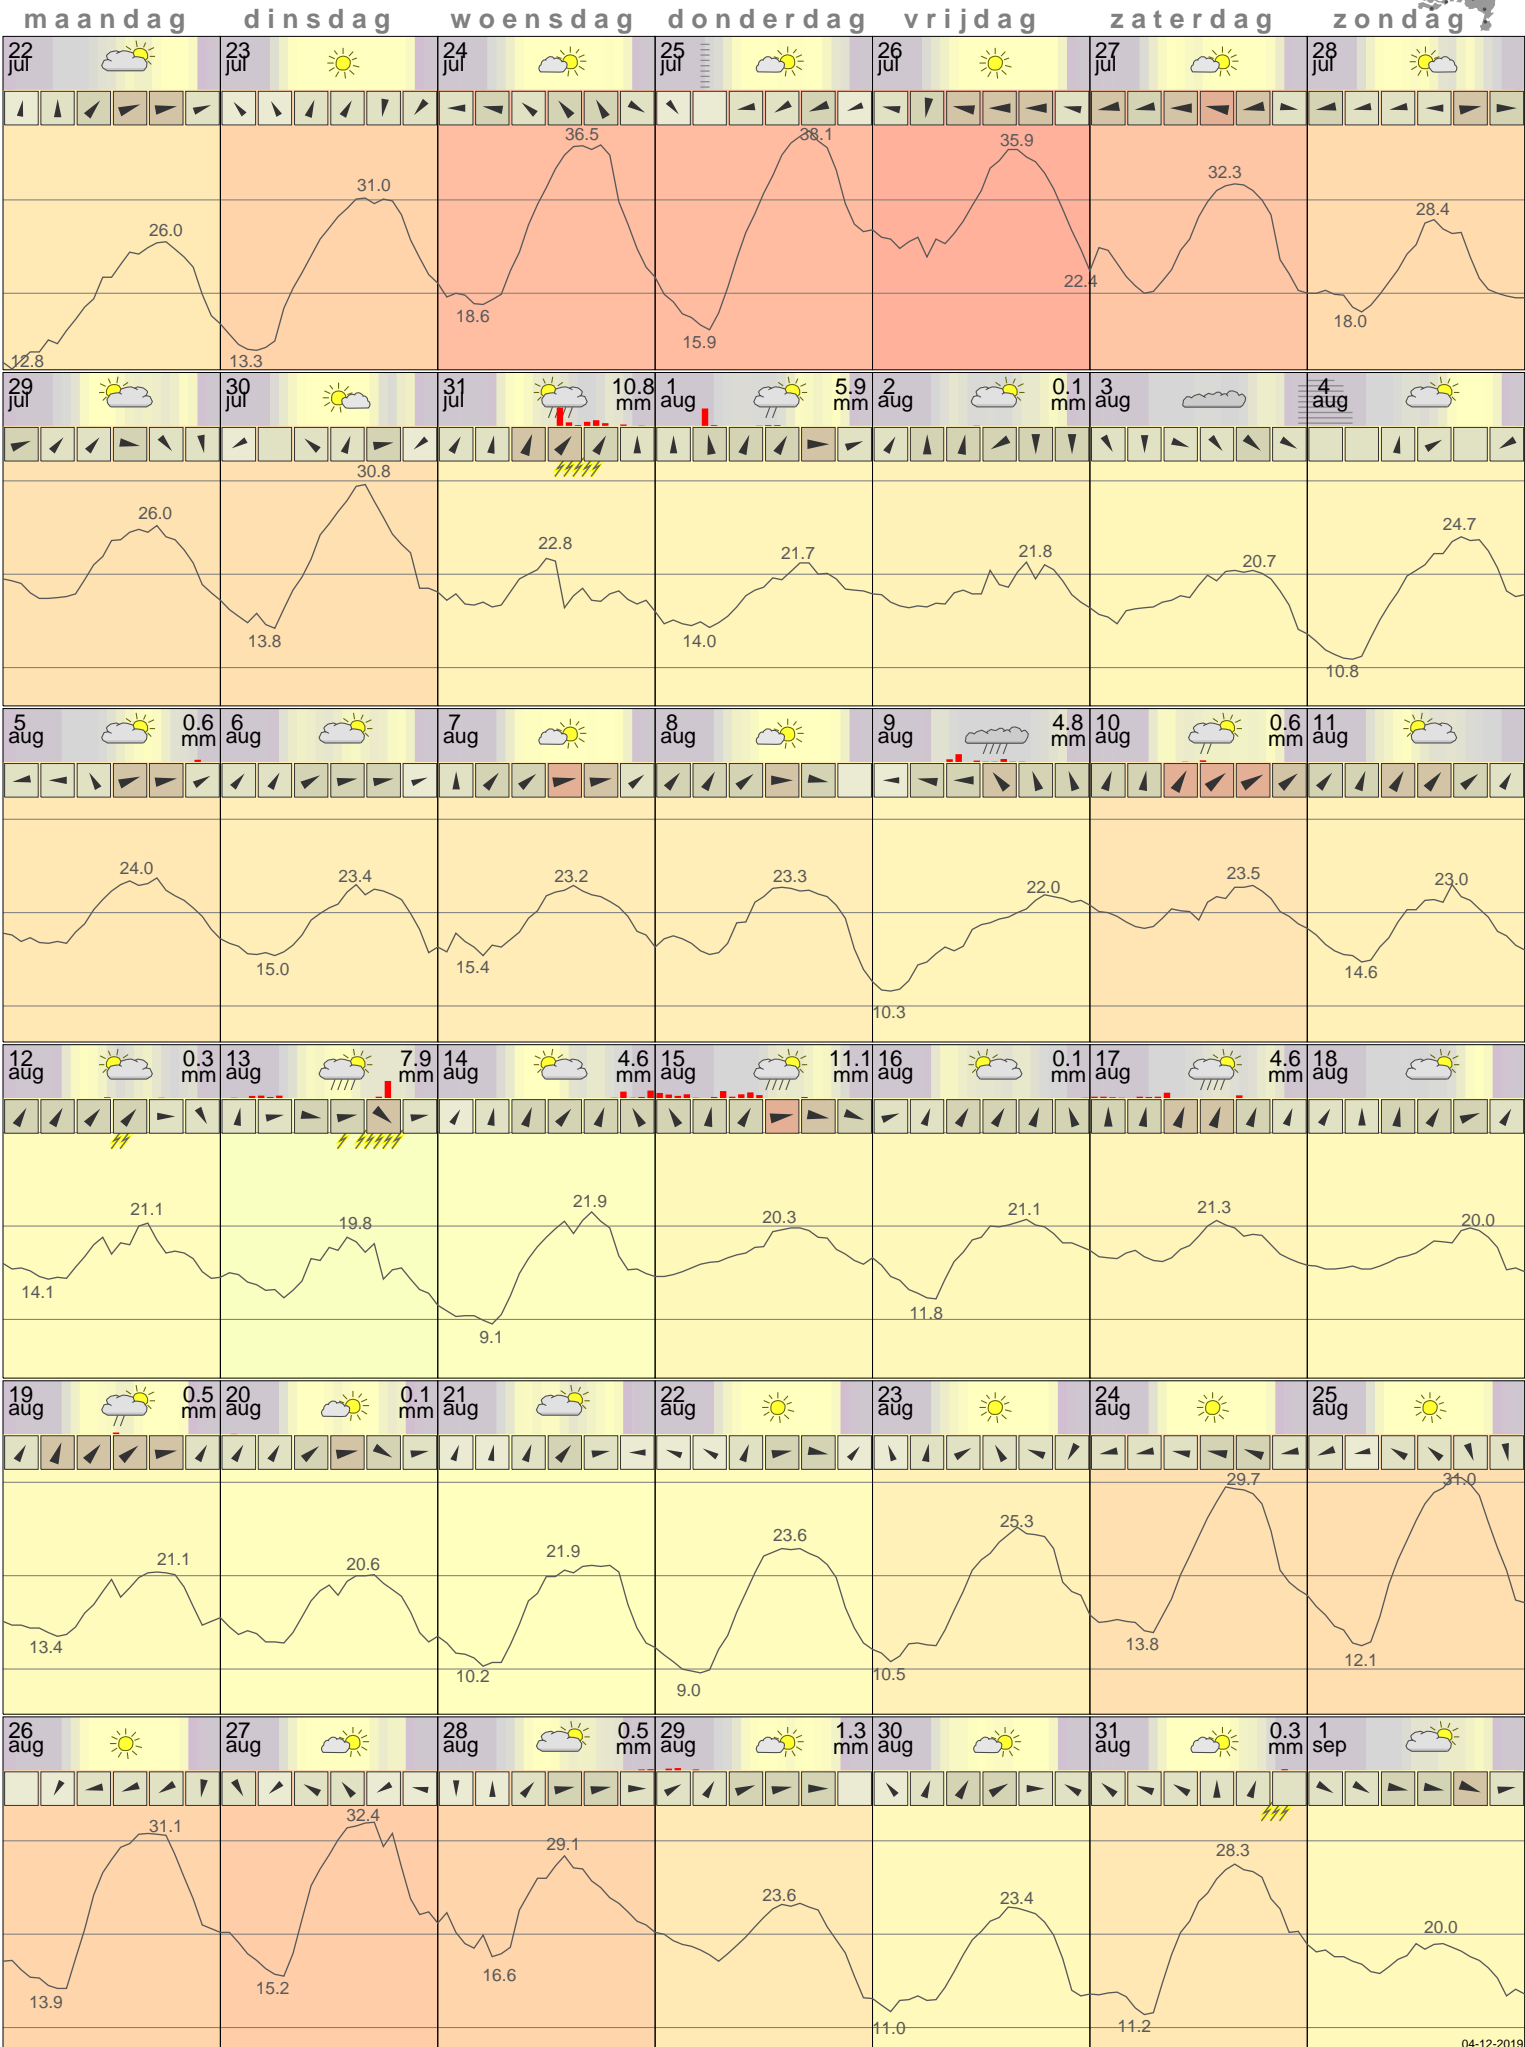 maandag dinsdag woensdag donderdag vrijdag zaterdag zondag
22 23 24 25 26 27 28
jul jul jul jul jul jul jul
26.0 31.0 36.5 38.1 35.9 32.3 28.4
12.8 13.3 18.6 15.9 22.4 18.0
29 30 31 10.8 1 5.9 2 0.1 3 4
jul jul jul mm aug mm aug mm aug aug
26.0 30.8 22.8 21.7 21.8 20.7 24.7
13.8 14.0 10.8
5 0.6 6 7 8 9 4.8 10 0.6 11
aug mm aug aug aug aug mm aug mm aug
24.0 23.4 23.2 23.3 22.0 23.5 23.0
15.0 15.4 10.3 14.6
12 0.3 13 7.9 14 4.6 15 11.1 16 0.1 17 4.6 18
aug mm aug mm aug mm aug mm aug mm aug mm aug
21.1 19.8 21.9 20.3 21.1 21.3 20.0
14.1 9.1 11.8
19 0.5 20 0.1 21 22 23 24 25
aug mm aug mm aug aug aug aug aug
21.1 20.6 21.9 23.6 25.3 29.7 31.0
13.4 10.2 9.0 10.5 13.8 12.1
26 27 28 0.5 29 1.3 30 31 0.3 1
aug aug aug mm aug mm aug aug mm sep
31.1 32.4 29.1 23.6 23.4 28.3 20.0
13.9 15.2 16.6 11.0 11.2
04-12-2019